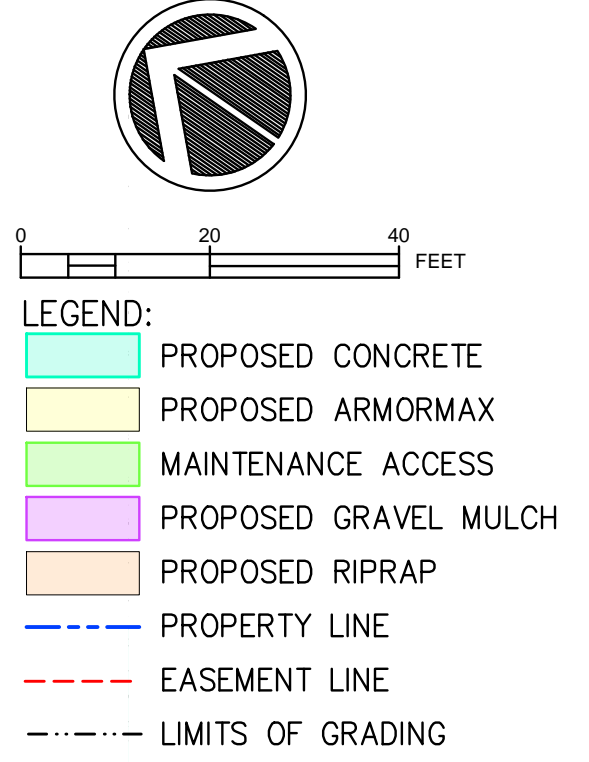 0 20 40
FEET
LEGEND:
PROPOSED CONCRETE
PROPOSED ARMORMAX
MAINTENANCE ACCESS
PROPOSED GRAVEL MULCH
PROPOSED RIPRAP
PROPERTY LINE
EASEMENT LINE
LIMITS OF GRADING